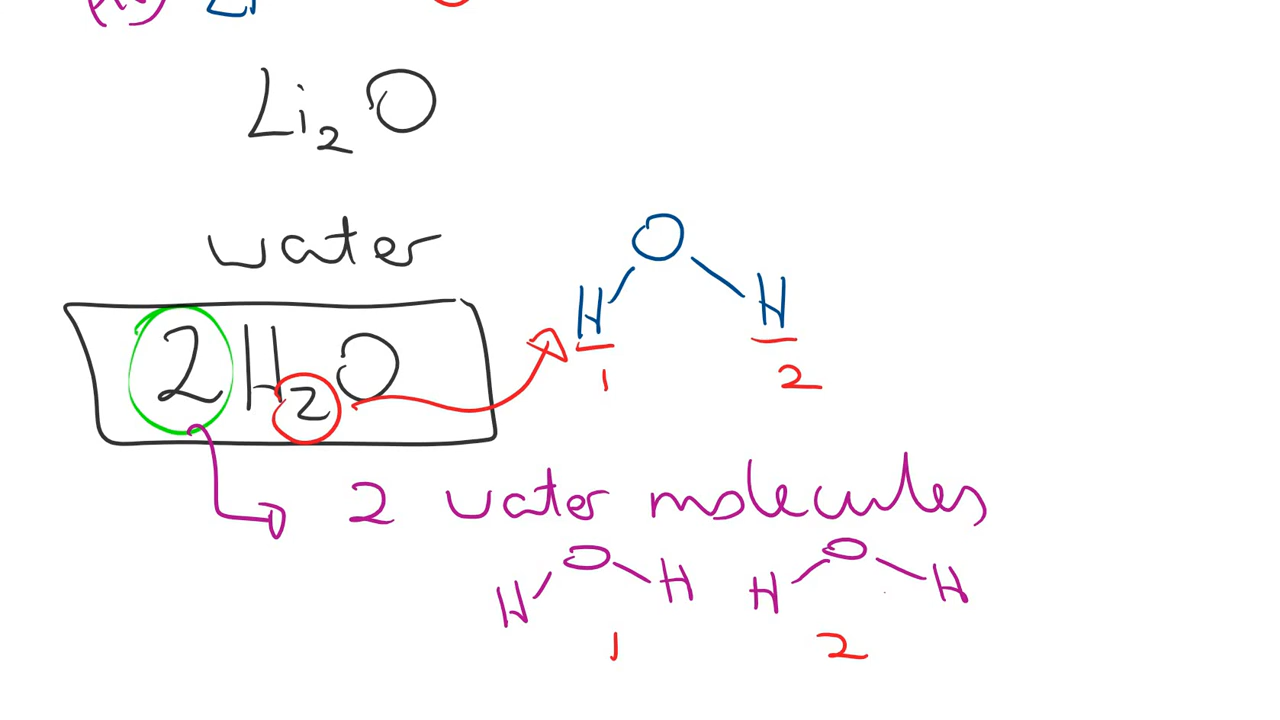 Li₂O
water
O
H H
1 2
2H₂O
2 water molecules
O O
H H H H
1 2